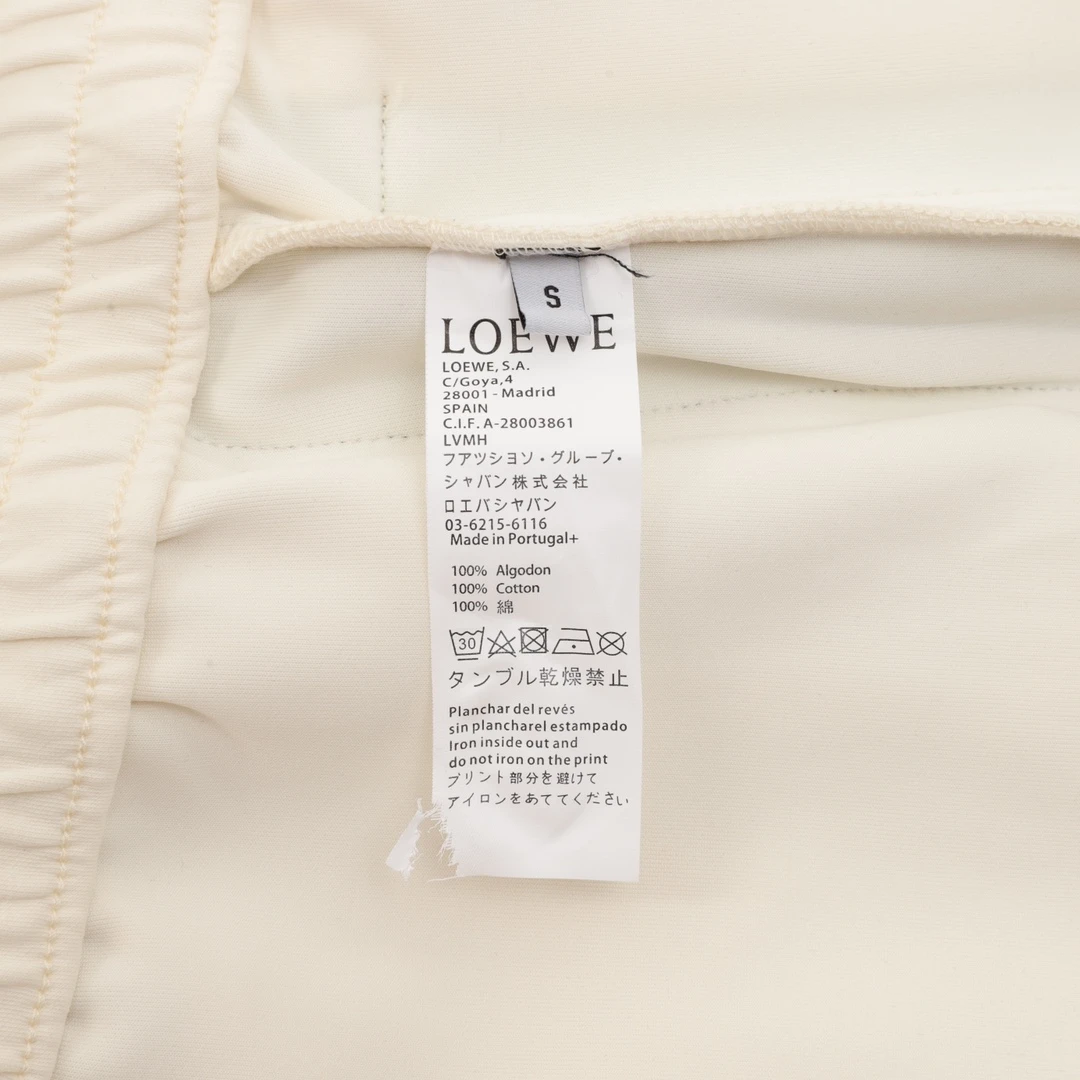 S
LOEWE
LOEWE, S.A.
C/Goya,4
28001 - Madrid
SPAIN
C.I.F. A-28003861
LVMH
フアツシヨソ・グループ・
シャバン株式会社
ロエバシヤバン
03-6215-6116
Made in Portugal+
100% Algodon
100% Cotton
100% 綿
30
タンブル乾燥禁止
Planchar del revés
sin plancharel estampado
Iron inside out and
do not iron on the print
プリント部分を避けて
アイロンをあててください